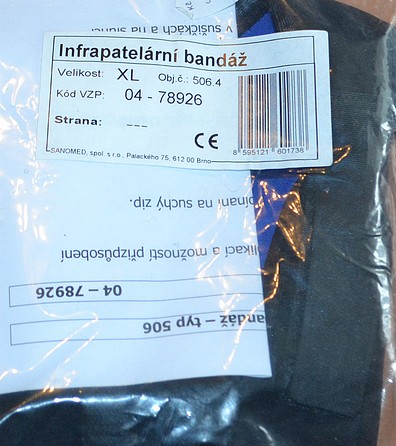 v sušičkách a na slunci
Infrapatelární bandáž
Velikost: XL Obj.č.: 506.4
Kód VZP: 04 - 78926
Strana: ---
CE
8 595121 601738
SANOMED, spol. s r.o., Palackého 75, 612 00 Brno
pínání na suchý zip.
plikaci a možností přizpůsobení
04 – 78926
andáž – typ 506